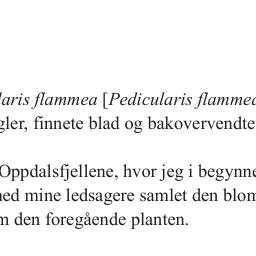 laris flammea [Pedicularis flammea
gler, finnete blad og bakovervendte
Oppdalsfjellene, hvor jeg i begynne
ned mine ledsagere samlet den blom
m den foregående planten.